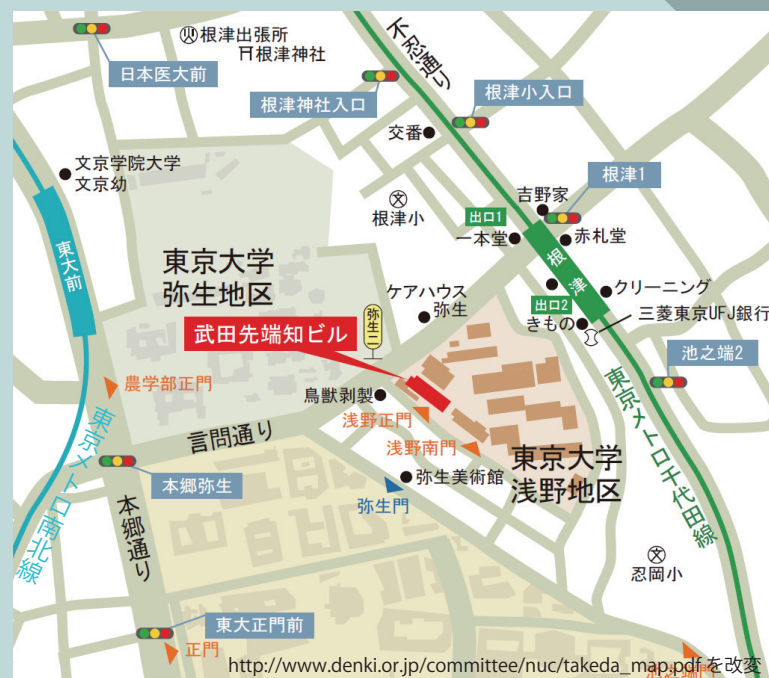 根津出張所
根津神社
日本医大前
不忍通り
根津神社入口
根津小入口
交番
文京学院大学
文京幼
根津小
吉野家
根津1
出口1
一本堂
赤札堂
東大前
東京大学
弥生地区
根津
ケアハウス
弥生
弥生二
クリーニング
出口2
きもの
三菱東京UFJ銀行
武田先端知ビル
池之端2
農学部正門
鳥獣剥製
浅野正門
言問通り
浅野南門
東京大学
浅野地区
東京メトロ千代田線
東京メトロ南北線
本郷弥生
弥生美術館
弥生門
本郷通り
忍岡小
東大正門前
正門
池之端門
http://www.denki.or.jp/committee/nuc/takeda_map.pdf を改変